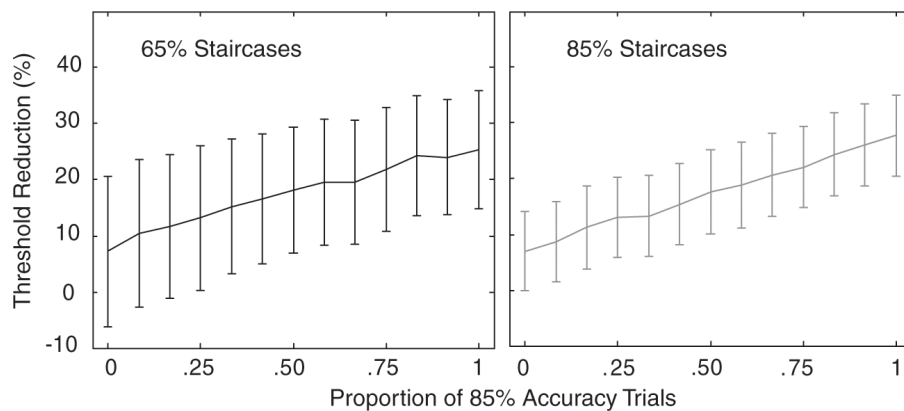 65% Staircases
85% Staircases
Threshold Reduction (%)
40
30
20
10
0
-10
0 .25 .50 .75 1
0 .25 .50 .75 1
Proportion of 85% Accuracy Trials